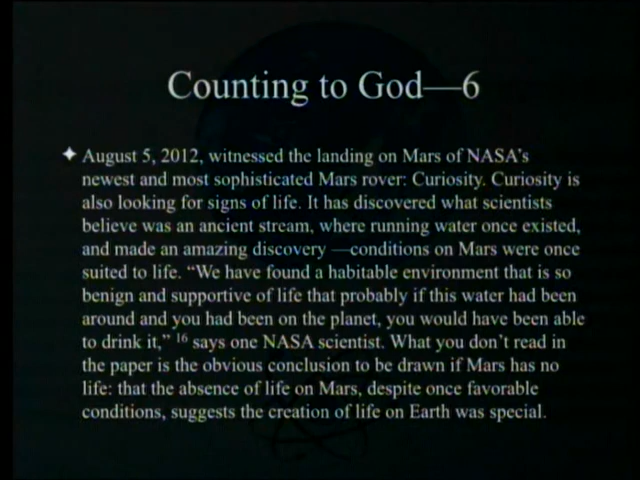 Counting to God—6
✦ August 5, 2012, witnessed the landing on Mars of NASA's
newest and most sophisticated Mars rover: Curiosity. Curiosity is
also looking for signs of life. It has discovered what scientists
believe was an ancient stream, where running water once existed,
and made an amazing discovery —conditions on Mars were once
suited to life. “We have found a habitable environment that is so
benign and supportive of life that probably if this water had been
around and you had been on the planet, you would have been able
to drink it,” 16 says one NASA scientist. What you don't read in
the paper is the obvious conclusion to be drawn if Mars has no
life: that the absence of life on Mars, despite once favorable
conditions, suggests the creation of life on Earth was special.